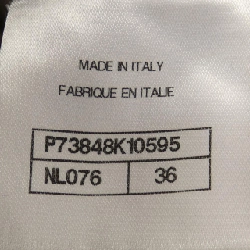 MADE IN ITALY
FABRIQUE EN ITALIE
P73848K10595
NL076 36